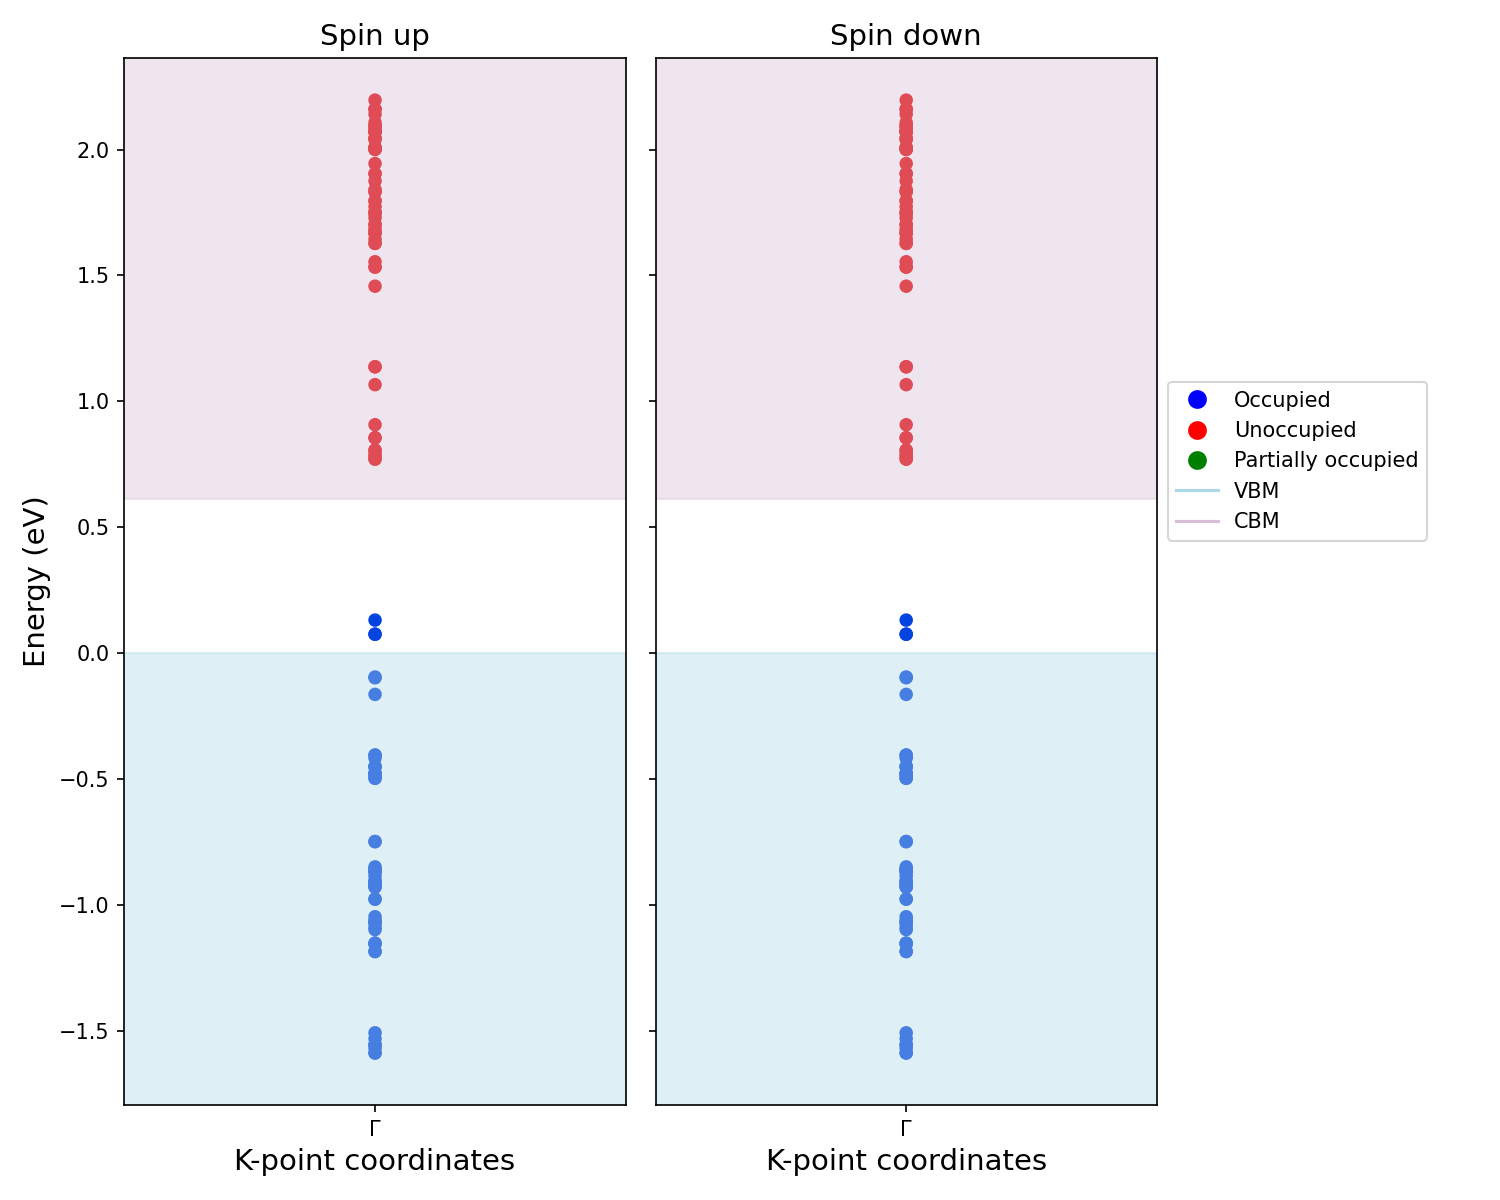 Spin up
Spin down
Energy (eV)
2.0
1.5
1.0
0.5
0.0
−0.5
−1.0
−1.5
Γ
Γ
K-point coordinates
K-point coordinates
Occupied
Unoccupied
Partially occupied
VBM
CBM